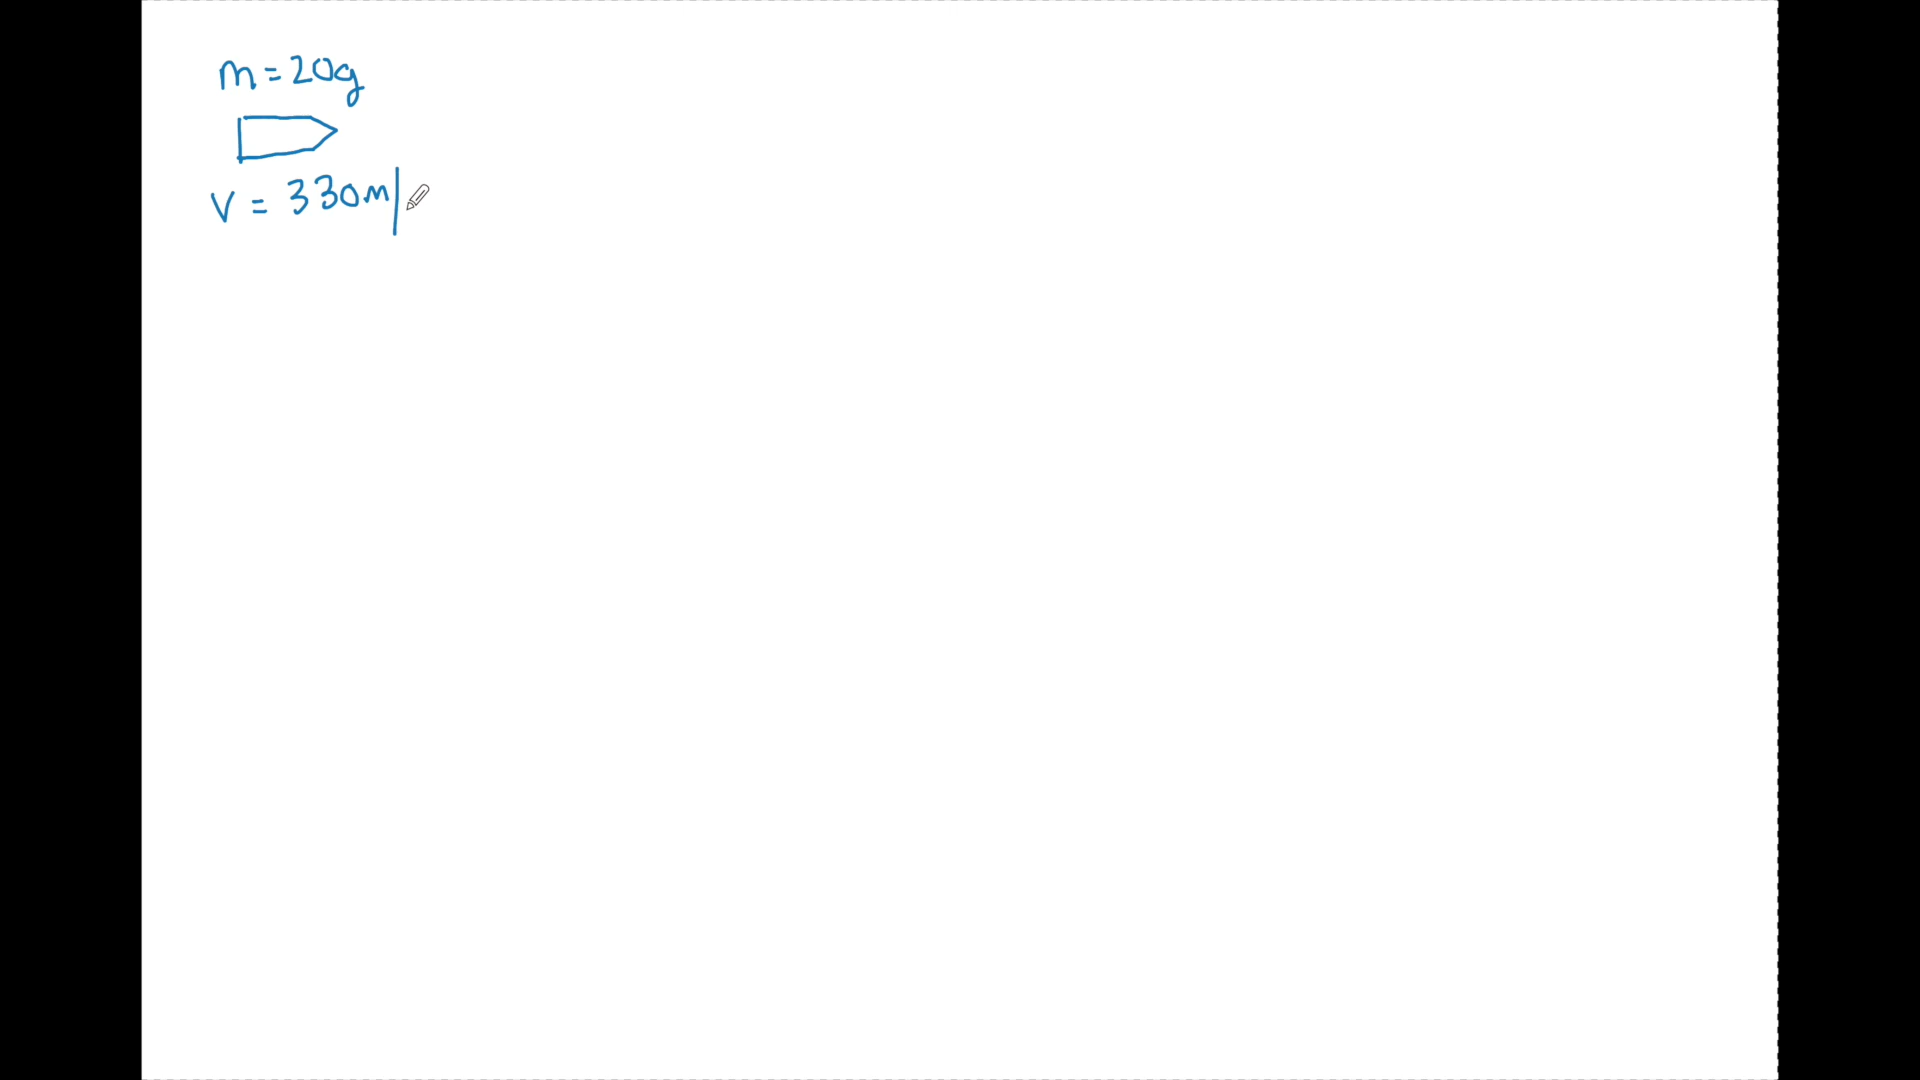 m = 20g
v = 330m/